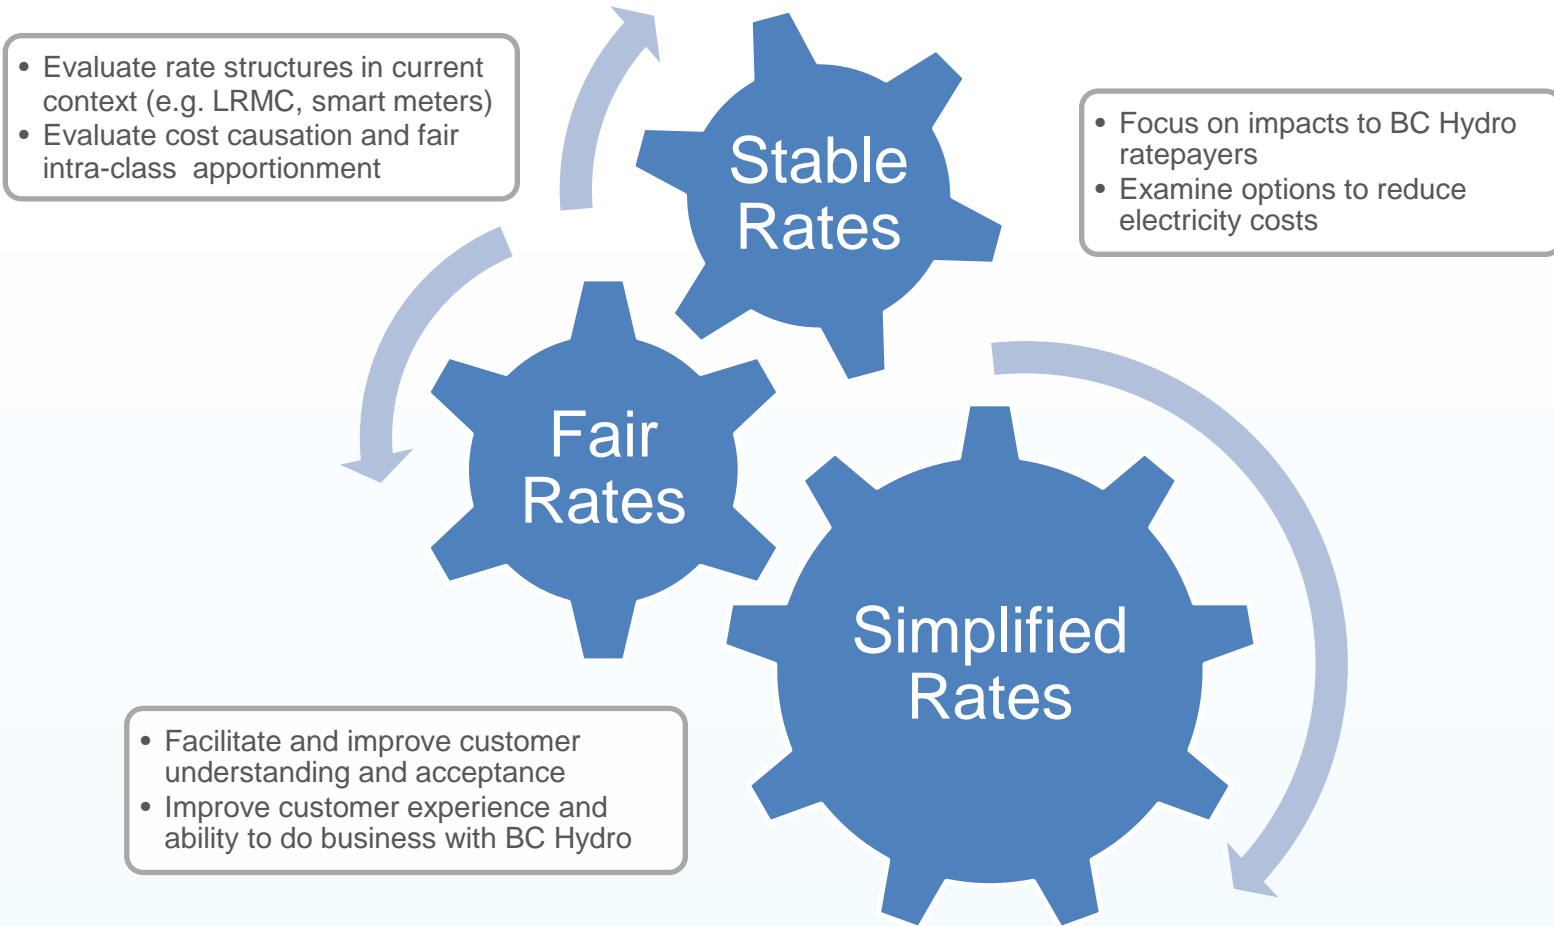 • Evaluate rate structures in current
context (e.g. LRMC, smart meters)
• Evaluate cost causation and fair
intra-class apportionment
Stable
Rates
• Focus on impacts to BC Hydro
ratepayers
• Examine options to reduce
electricity costs
Fair
Rates
Simplified
Rates
• Facilitate and improve customer
understanding and acceptance
• Improve customer experience and
ability to do business with BC Hydro